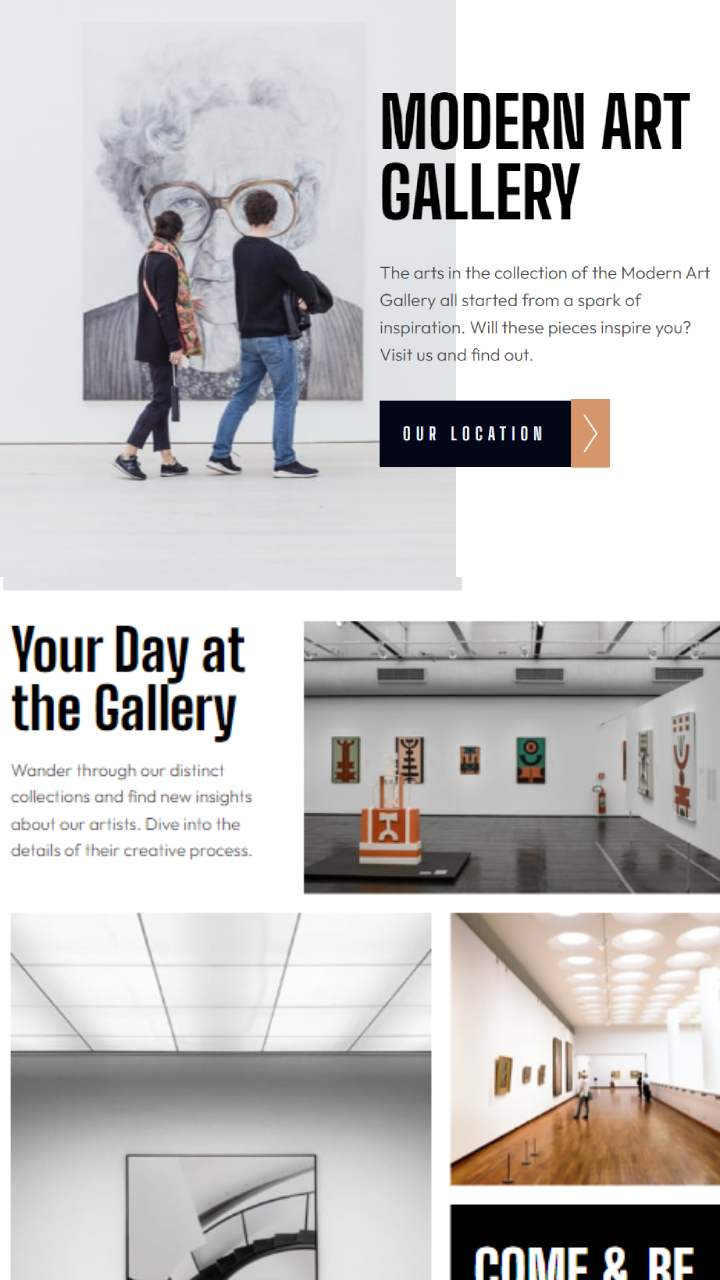 MODERN ART
GALLERY
The arts in the collection of the Modern Art
Gallery all started from a spark of
inspiration. Will these pieces inspire you?
Visit us and find out.
OUR LOCATION
Your Day at
the Gallery
Wander through our distinct
collections and find new insights
about our artists. Dive into the
details of their creative process.
COME & BE